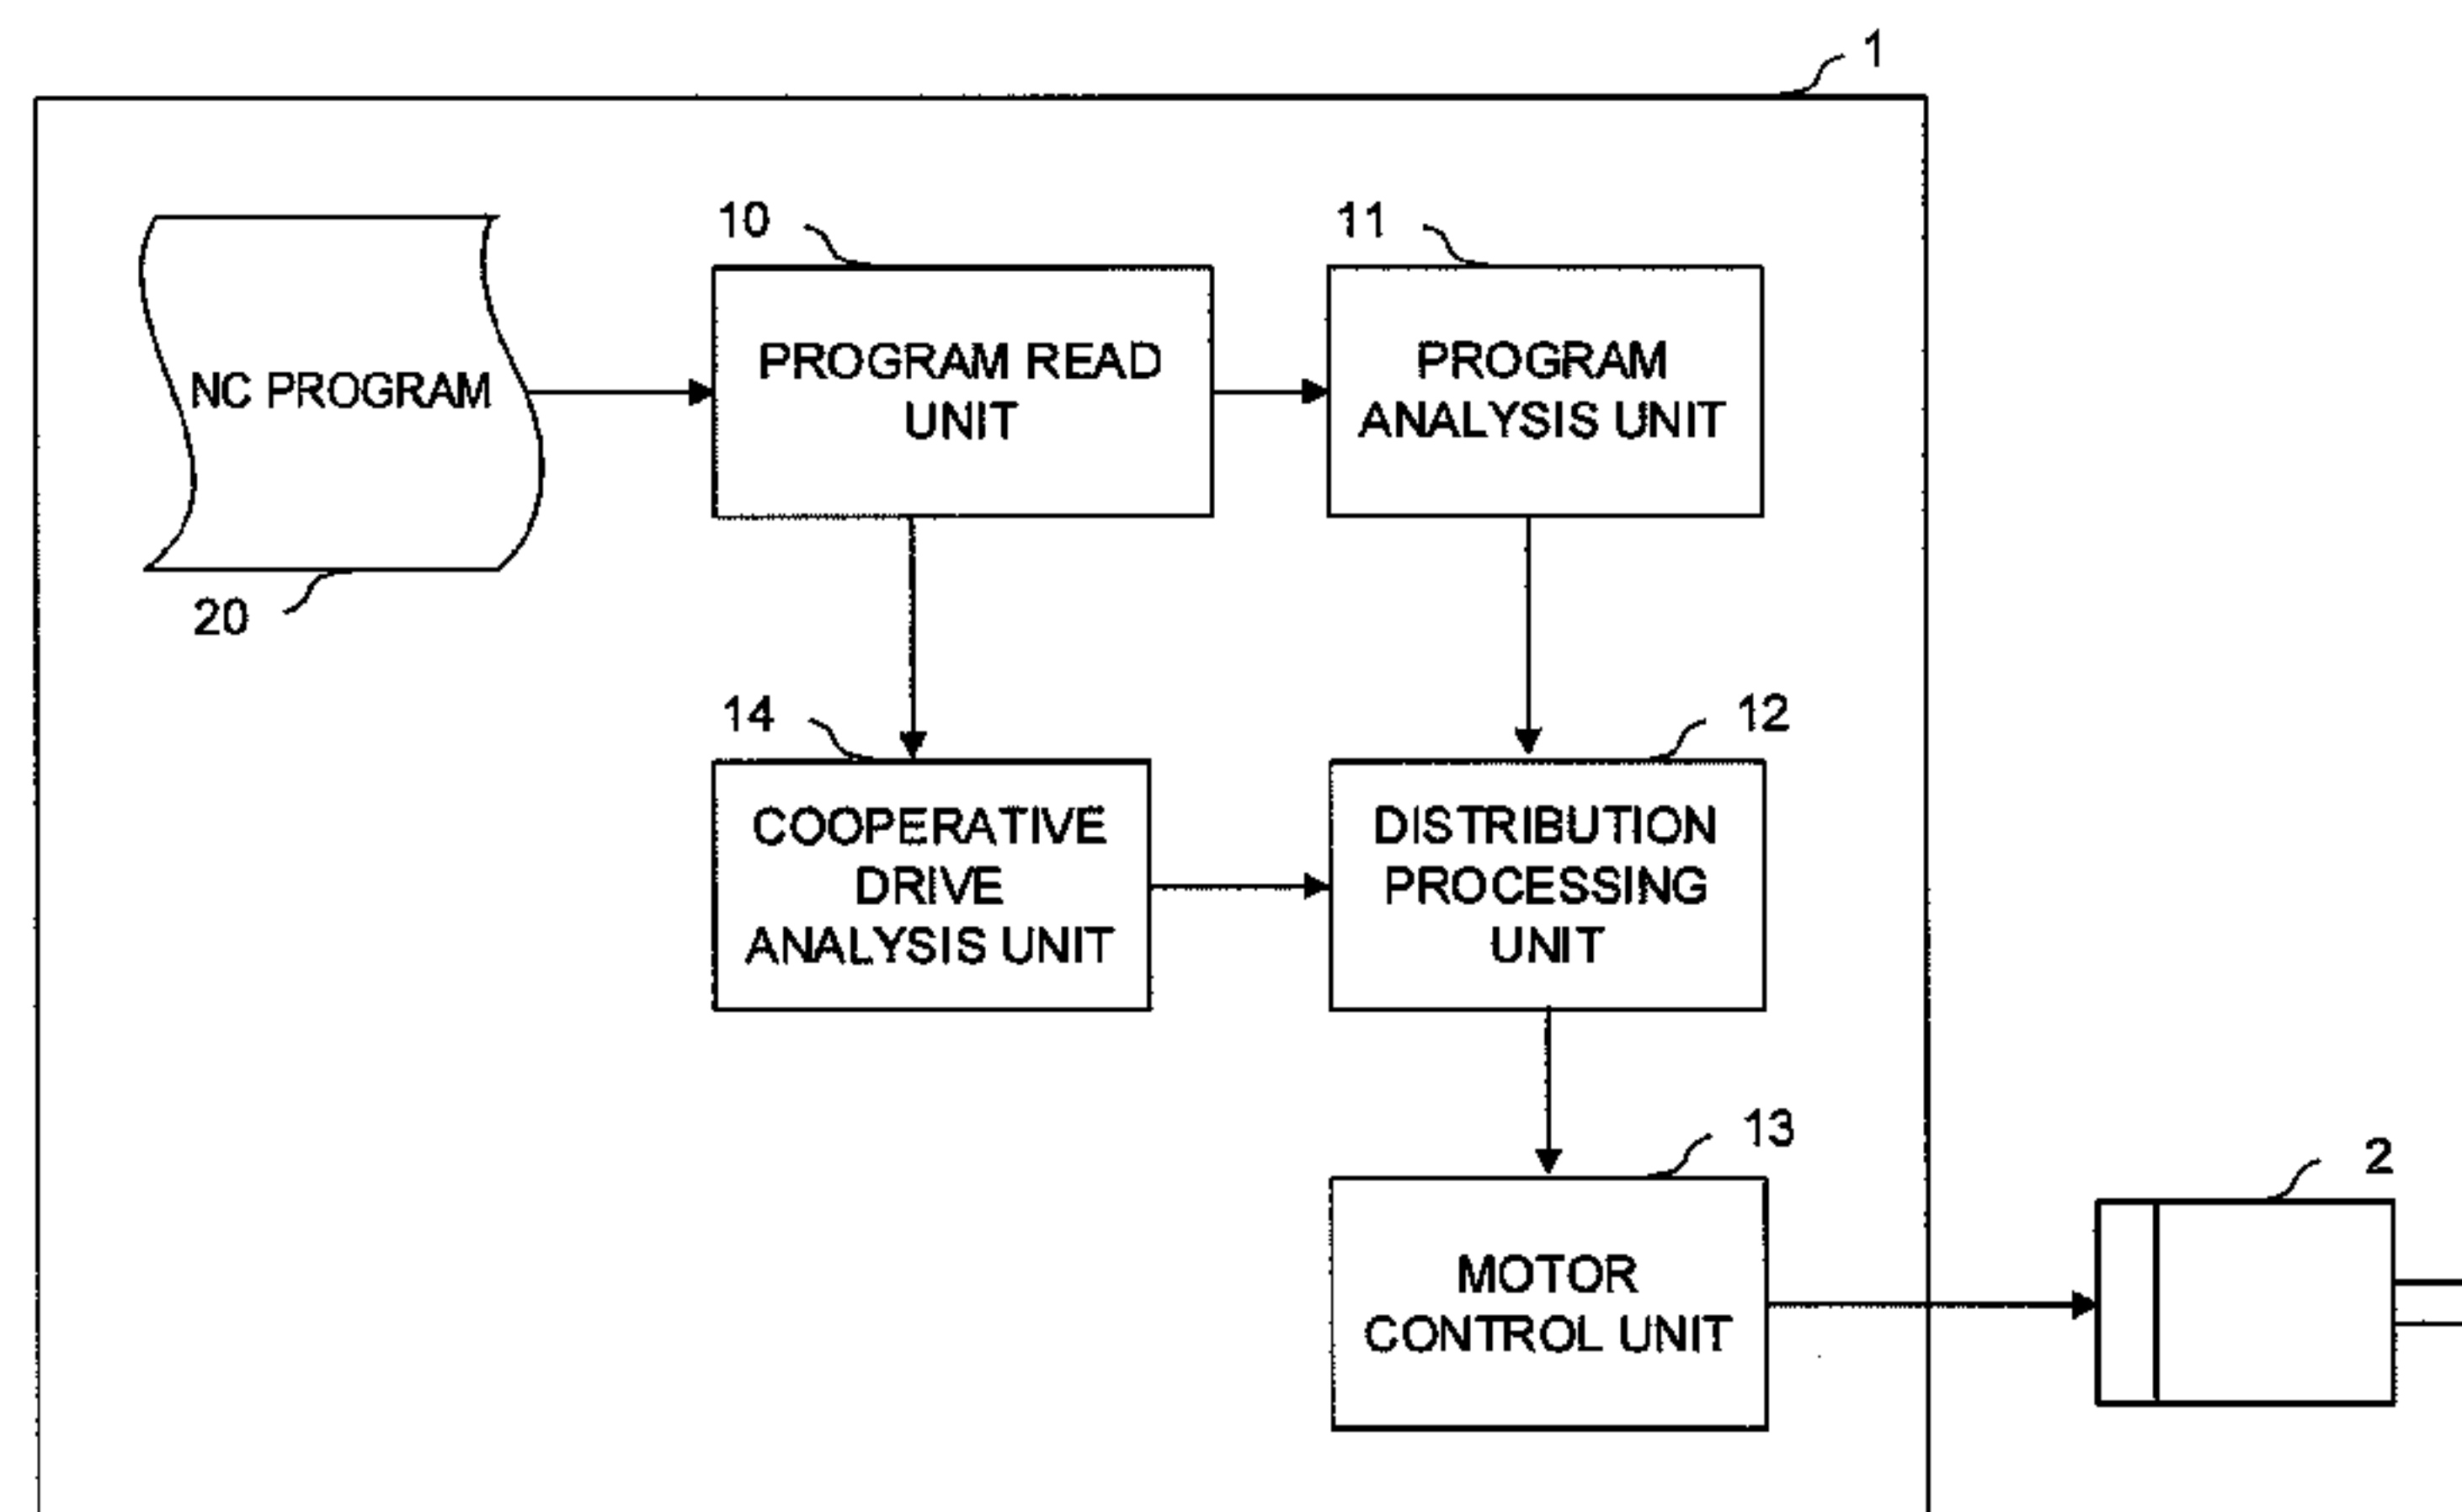 1
10
11
PROGRAM READ
UNIT
PROGRAM
ANALYSIS UNIT
NC PROGRAM
20
14
12
COOPERATIVE
DRIVE
ANALYSIS UNIT
DISTRIBUTION
PROCESSING
UNIT
13
2
MOTOR
CONTROL UNIT